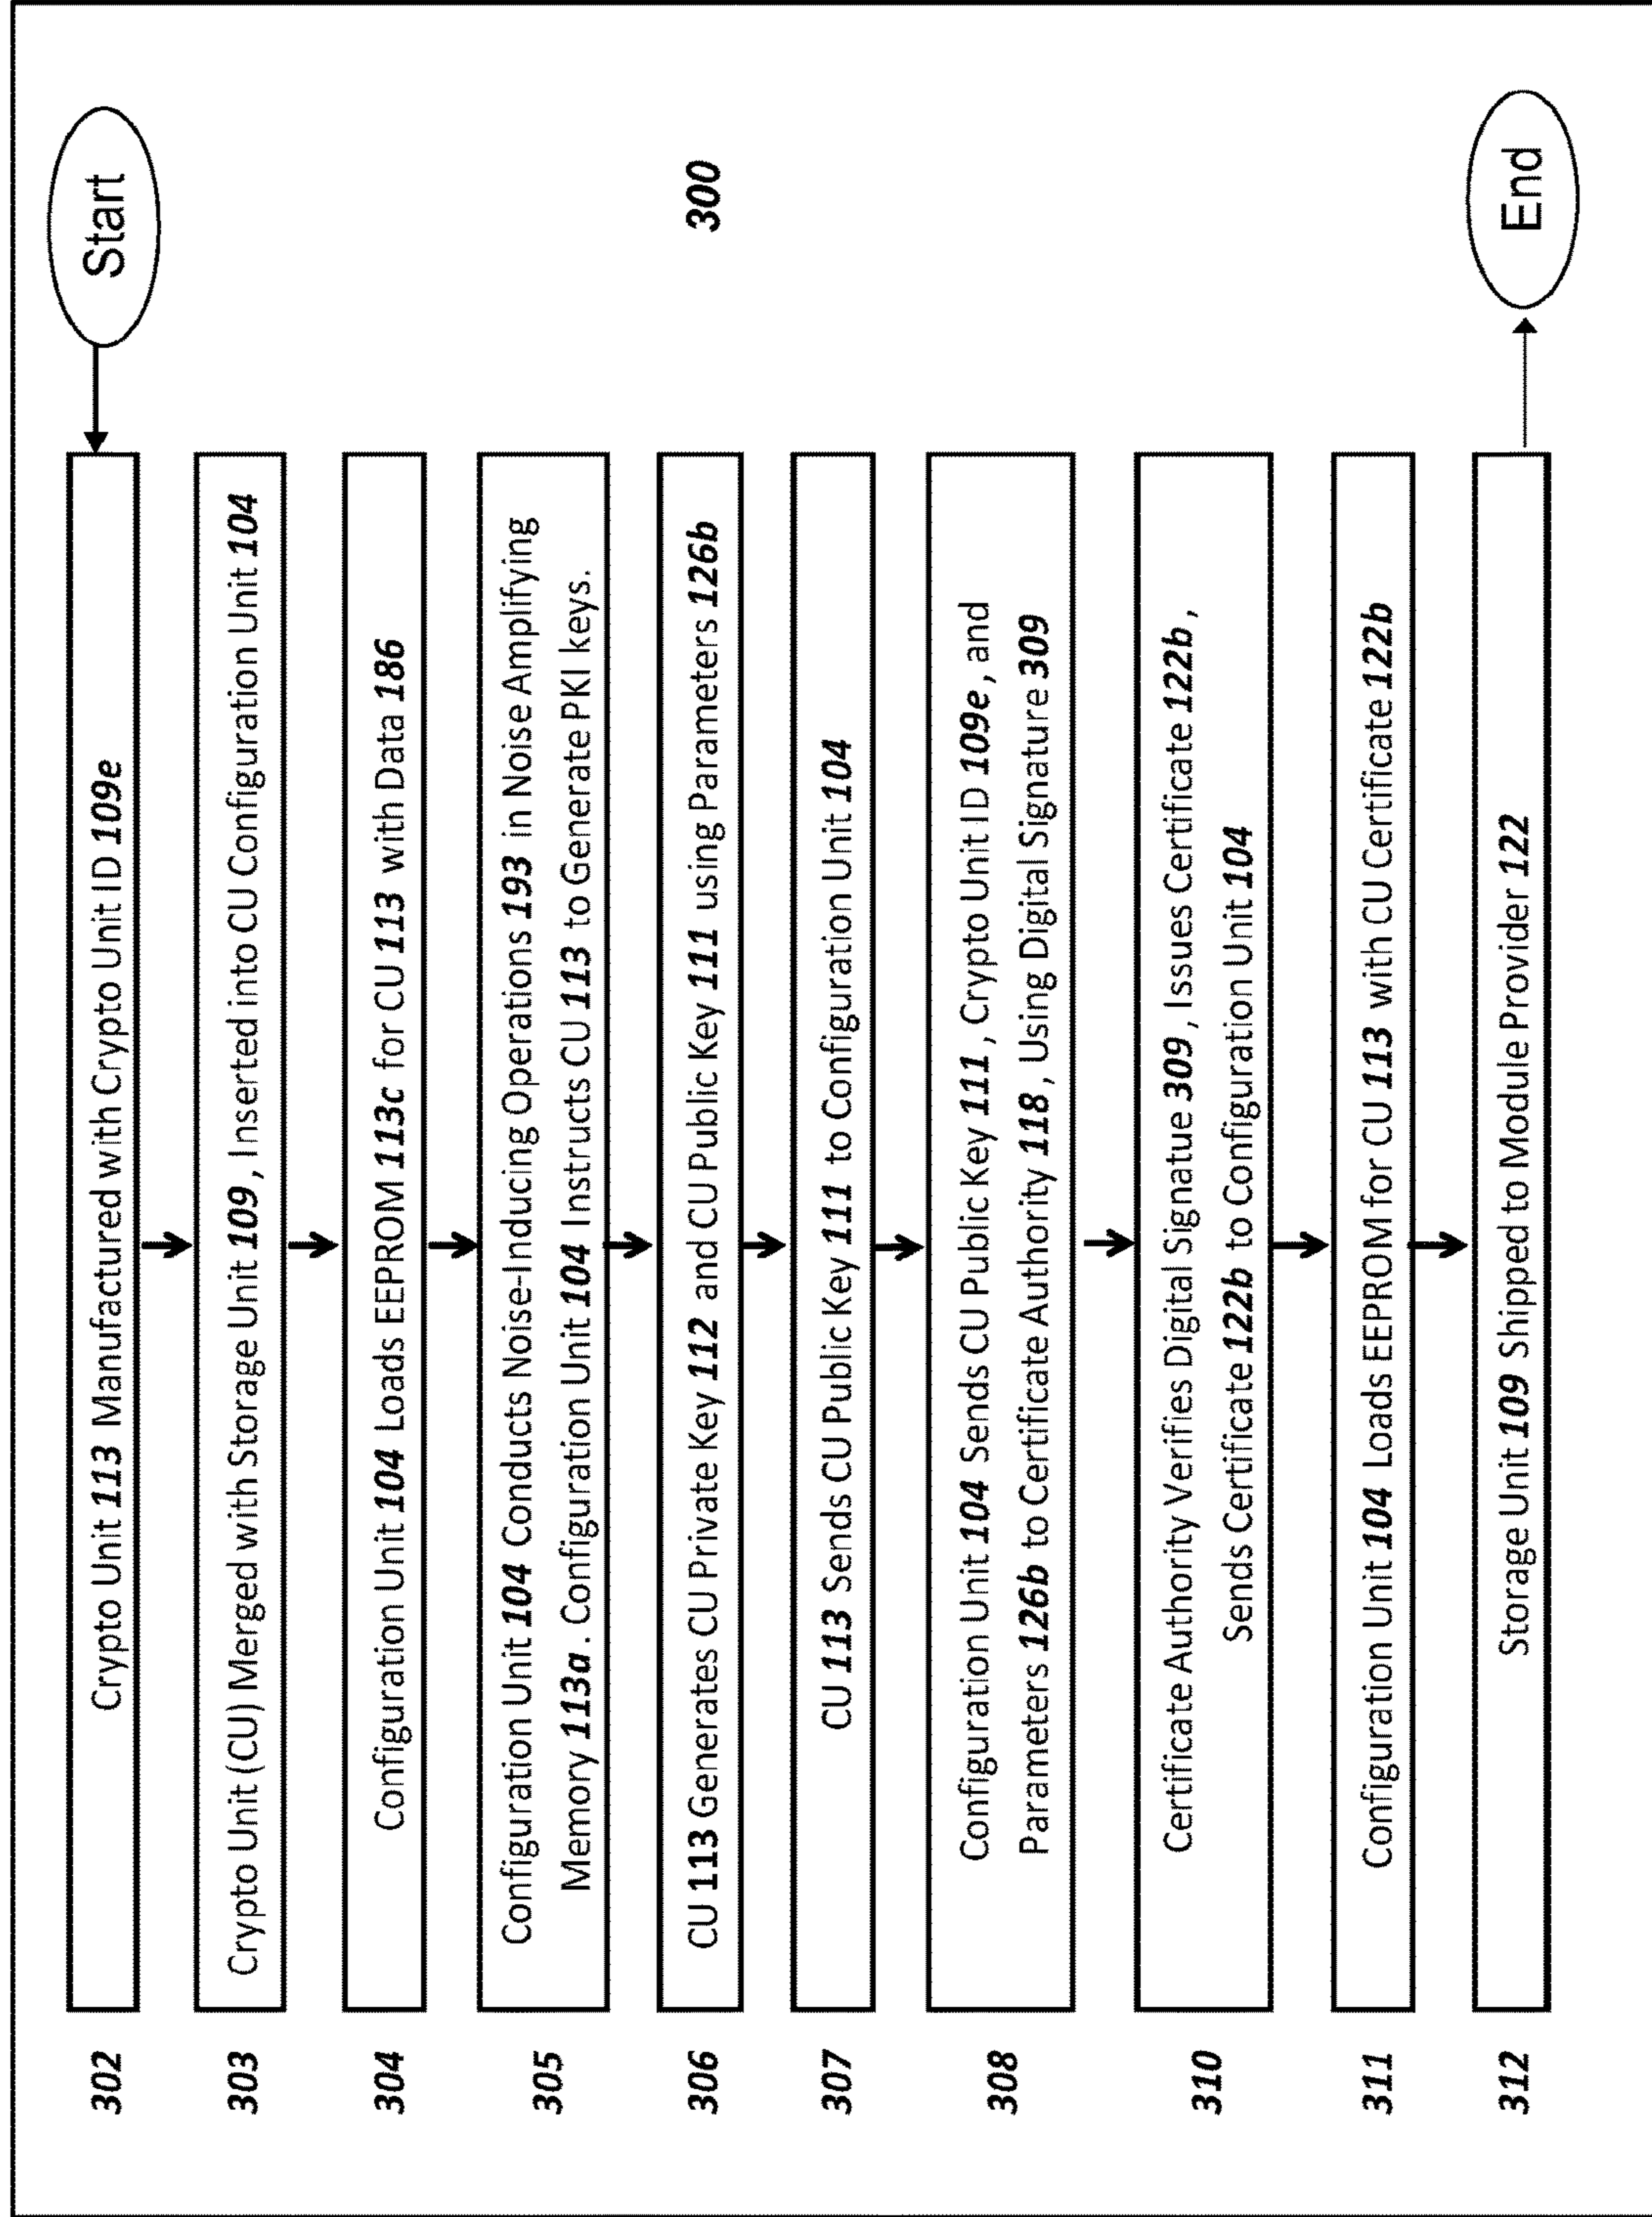 Start
302
Crypto Unit 113 Manufactured with Crypto Unit ID 109e
303
Crypto Unit (CU) Merged with Storage Unit 109, Inserted into CU Configuration Unit 104
304
Configuration Unit 104 Loads EEPROM 113c for CU 113 with Data 186
305
Configuration Unit 104 Conducts Noise-Inducing Operations 193 in Noise Amplifying
Memory 113a. Configuration Unit 104 Instructs CU 113 to Generate PKI keys.
306
CU 113 Generates CU Private Key 112 and CU Public Key 111 using Parameters 126b
300
307
CU 113 Sends CU Public Key 111 to Configuration Unit 104
308
Configuration Unit 104 Sends CU Public Key 111, Crypto Unit ID 109e, and
Parameters 126b to Certificate Authority 118, Using Digital Signature 309
310
Certificate Authority Verifies Digital Signatue 309, Issues Certificate 122b,
Sends Certificate 122b to Configuration Unit 104
311
Configuration Unit 104 Loads EEPROM for CU 113 with CU Certificate 122b
312
Storage Unit 109 Shipped to Module Provider 122
End